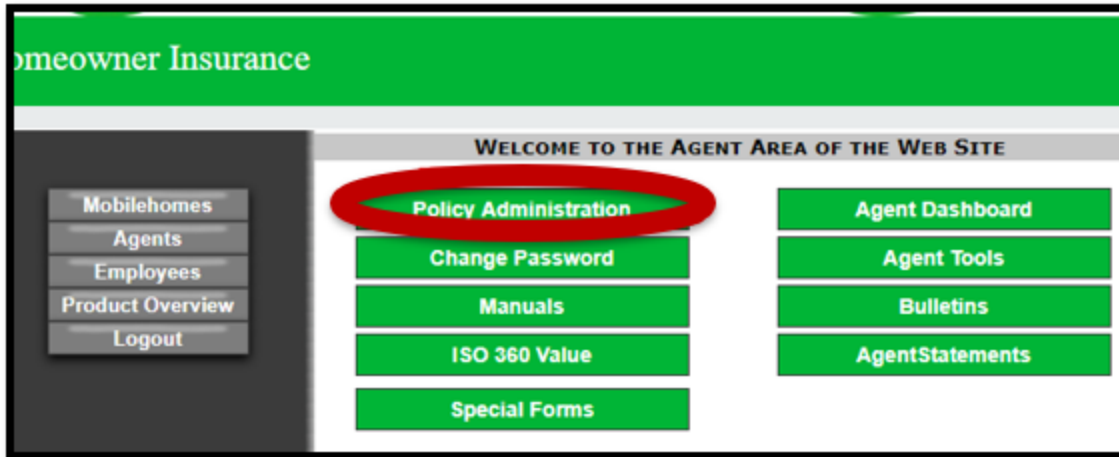 omeowner Insurance
WELCOME TO THE AGENT AREA OF THE WEB SITE
Mobilehomes
Agents
Employees
Product Overview
Logout
Policy Administration
Change Password
Manuals
ISO 360 Value
Special Forms
Agent Dashboard
Agent Tools
Bulletins
AgentStatements